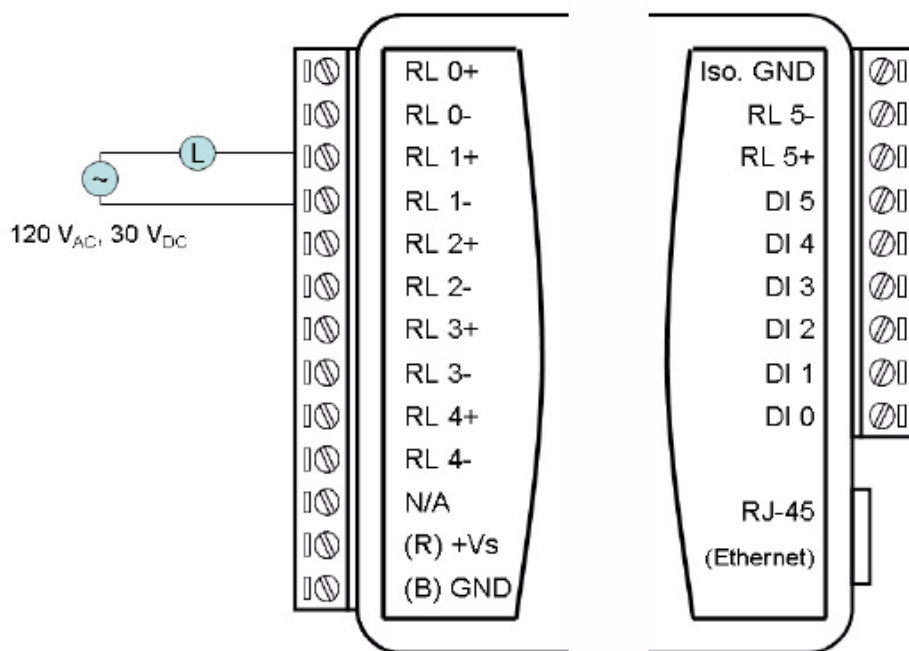 RL 0+
RL 0-
RL 1+
RL 1-
RL 2+
RL 2-
RL 3+
RL 3-
RL 4+
RL 4-
N/A
(R) +Vs
(B) GND
L
~
120 VAC, 30 VDC
Iso. GND
RL 5-
RL 5+
DI 5
DI 4
DI 3
DI 2
DI 1
DI 0
RJ-45
(Ethernet)